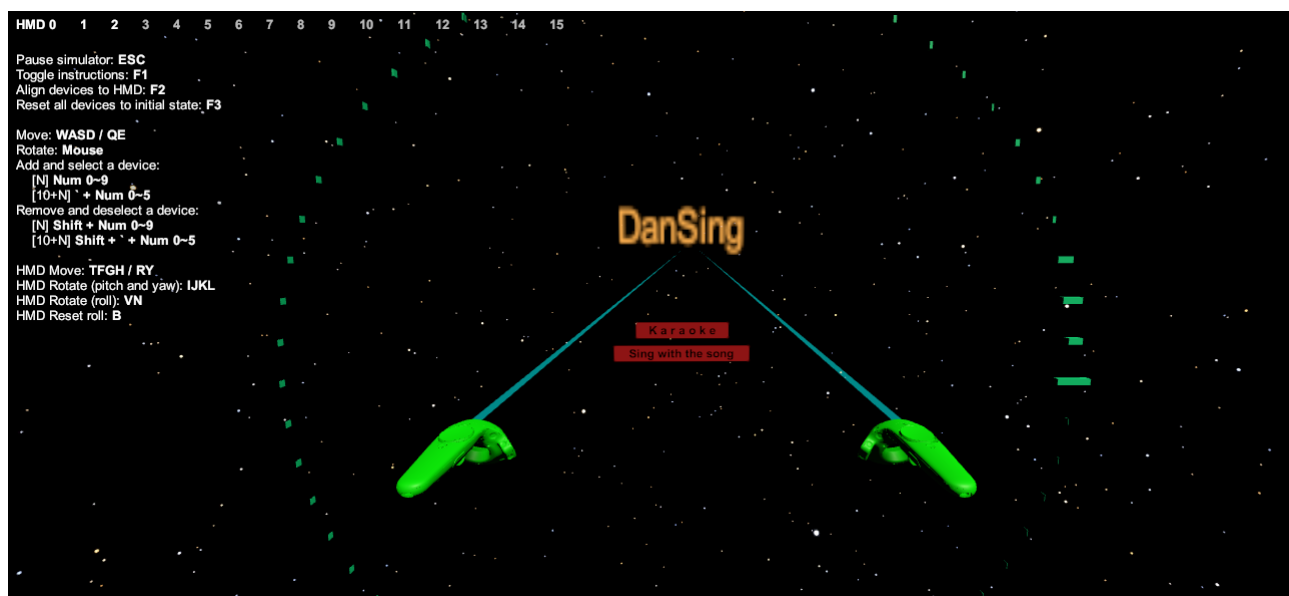 HMD 0 1 2 3 4 5 6 7 8 9 10 11 12 13 14 15
Pause simulator: ESC
Toggle instructions: F1
Align devices to HMD: F2
Reset all devices to initial state: F3
Move: WASD / QE
Rotate: Mouse
Add and select a device:
[N] Num 0~9
[10+N] ` + Num 0~5
Remove and deselect a device:
[N] Shift + Num 0~9
[10+N] Shift + ` + Num 0~5
HMD Move: TFGH / RY
HMD Rotate (pitch and yaw): IJKL
HMD Rotate (roll): VN
HMD Reset roll: B
DanSing
Karaoke
Sing with the song